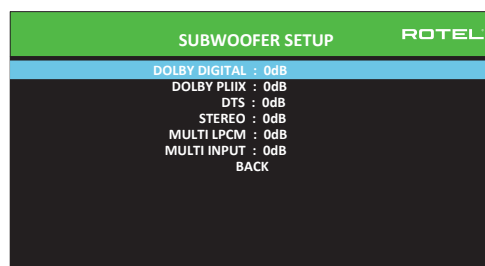 SUBWOOFER SETUP
ROTEL
DOLBY DIGITAL : 0dB
DOLBY PLIIX : 0dB
DTS : 0dB
STEREO : 0dB
MULTI LPCM : 0dB
MULTI INPUT : 0dB
BACK